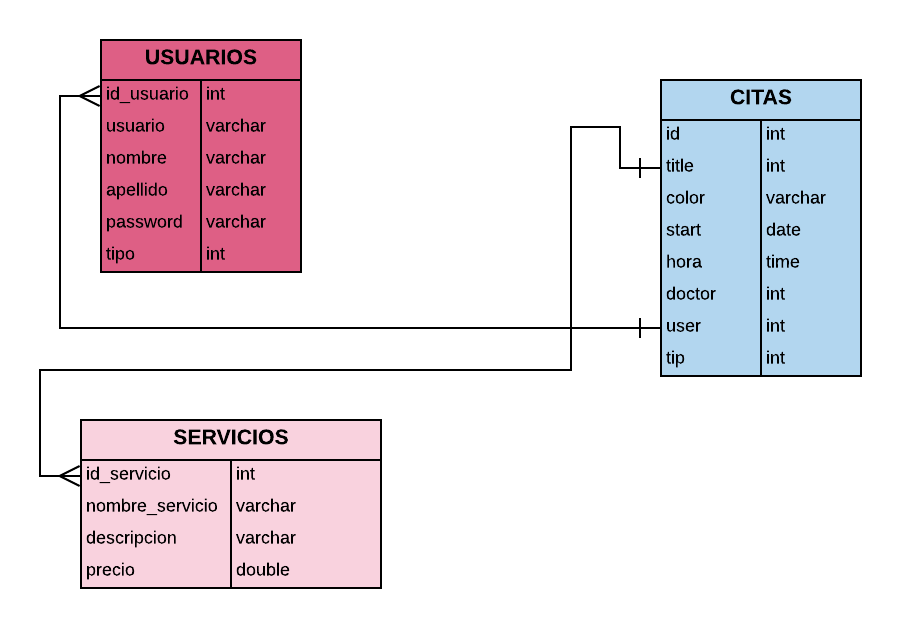 USUARIOS
id_usuario int
usuario varchar
nombre varchar
apellido varchar
password varchar
tipo int
CITAS
id int
title int
color varchar
start date
hora time
doctor int
user int
tip int
SERVICIOS
id_servicio int
nombre_servicio varchar
descripcion varchar
precio double